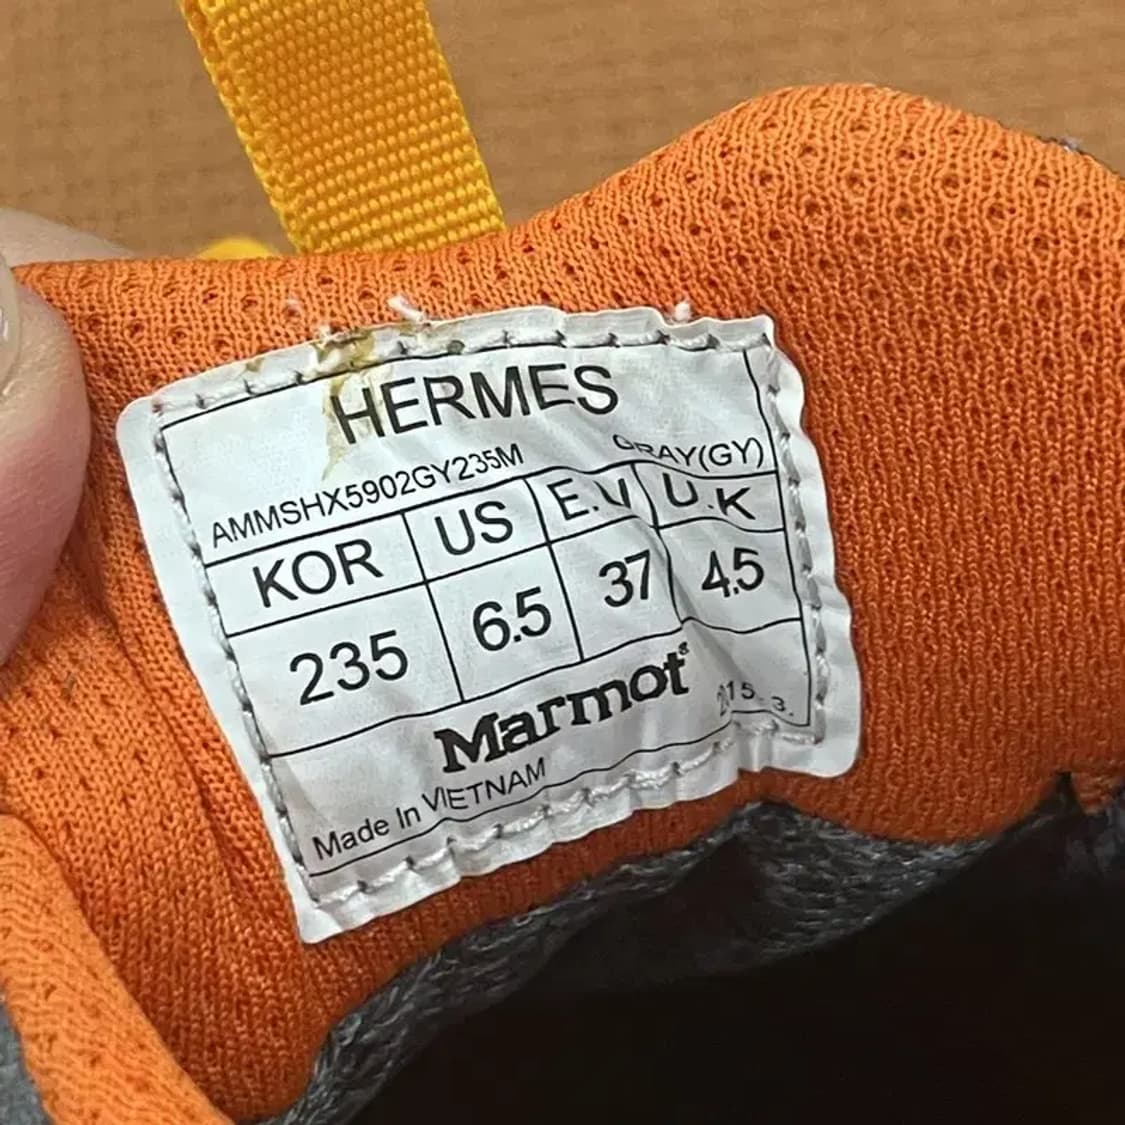 HERMES
AMMSHX5902GY235M GRAY(GY)
KOR US E.U U.K
235 6.5 37 4.5
Marmot®
Made In VIETNAM